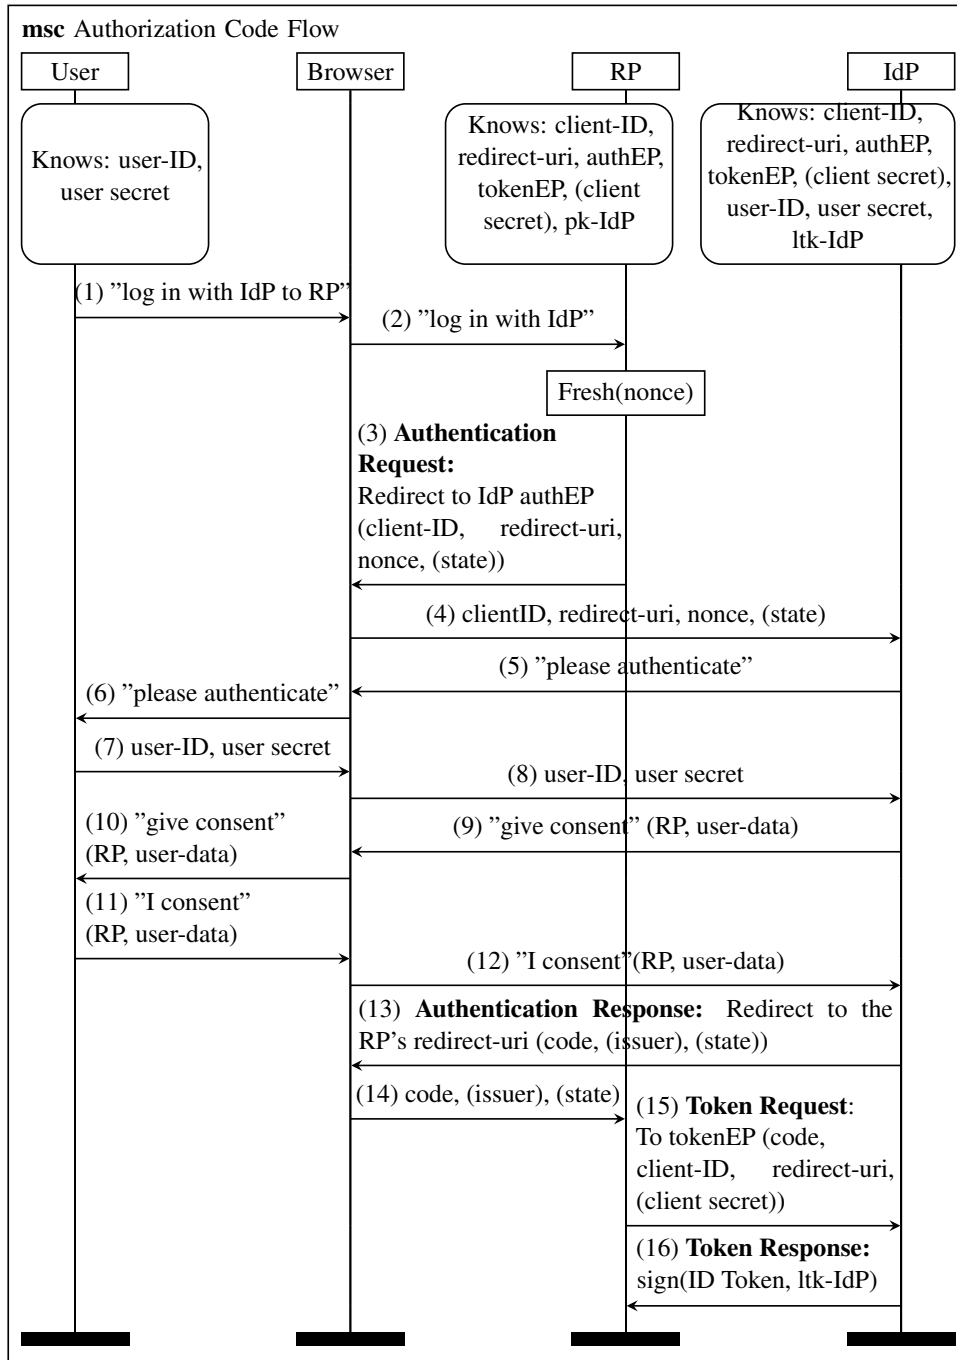 msc Authorization Code Flow
User
Browser
RP
IdP
Knows: user-ID,
user secret
Knows: client-ID,
redirect-uri, authEP,
tokenEP, (client
secret), pk-IdP
Knows: client-ID,
redirect-uri, authEP,
tokenEP, (client secret),
user-ID, user secret,
ltk-IdP
(1) ”log in with IdP to RP”
(2) ”log in with IdP”
Fresh(nonce)
(3) Authentication
Request:
Redirect to IdP authEP
(client-ID, redirect-uri,
nonce, (state))
(4) clientID, redirect-uri, nonce, (state)
(5) ”please authenticate”
(6) ”please authenticate”
(7) user-ID, user secret
(8) user-ID, user secret
(9) ”give consent” (RP, user-data)
(10) ”give consent”
(RP, user-data)
(11) ”I consent”
(RP, user-data)
(12) ”I consent”(RP, user-data)
(13) Authentication Response: Redirect to the
RP’s redirect-uri (code, (issuer), (state))
(14) code, (issuer), (state)
(15) Token Request:
To tokenEP (code,
client-ID, redirect-uri,
(client secret))
(16) Token Response:
sign(ID Token, ltk-IdP)